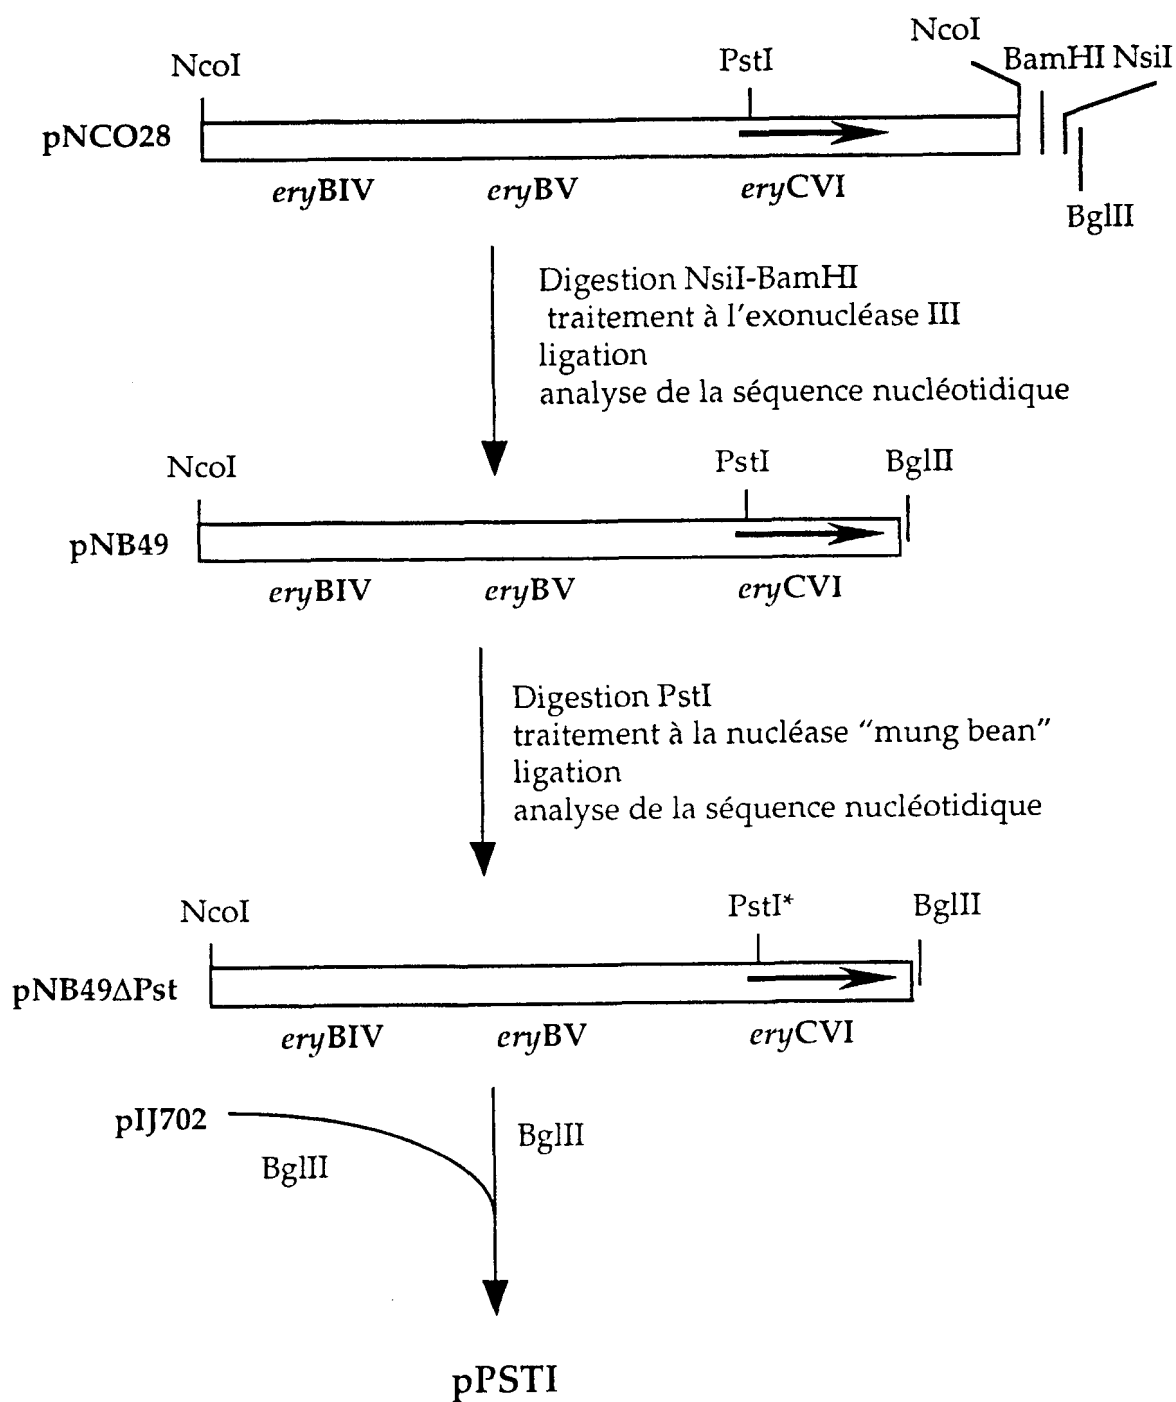 NcoI
PstI
NcoI
BamHI NsiI
pNCO28
eryBIV
eryBV
eryCVI
BglII
Digestion NsiI-BamHI
traitement à l'exonucléase III
ligation
analyse de la séquence nucléotidique
NcoI
PstI
BglII
pNB49
eryBIV
eryBV
eryCVI
Digestion PstI
traitement à la nucléase "mung bean"
ligation
analyse de la séquence nucléotidique
NcoI
PstI*
BglII
pNB49ΔPst
eryBIV
eryBV
eryCVI
pIJ702
BglII
BglII
pPSTI